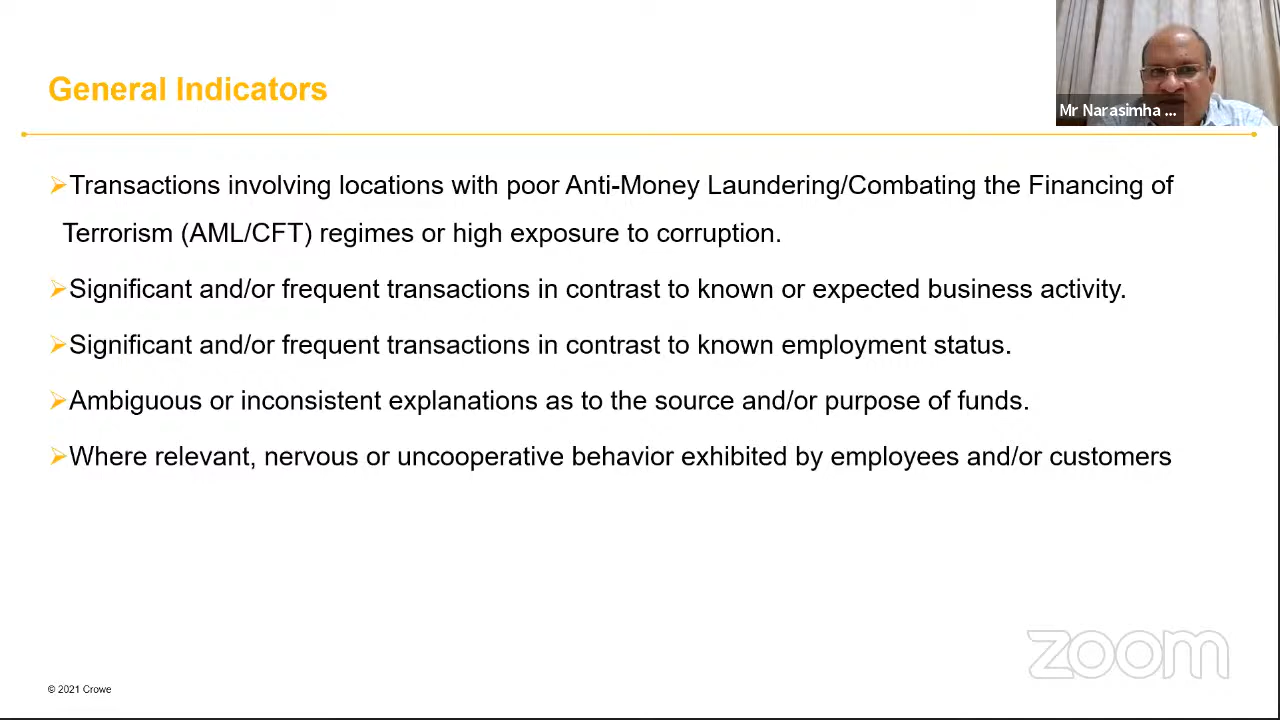 General Indicators
Mr Narasimha ...
➢Transactions involving locations with poor Anti-Money Laundering/Combating the Financing of
Terrorism (AML/CFT) regimes or high exposure to corruption.
➢Significant and/or frequent transactions in contrast to known or expected business activity.
➢Significant and/or frequent transactions in contrast to known employment status.
➢Ambiguous or inconsistent explanations as to the source and/or purpose of funds.
➢Where relevant, nervous or uncooperative behavior exhibited by employees and/or customers
zoom
© 2021 Crowe